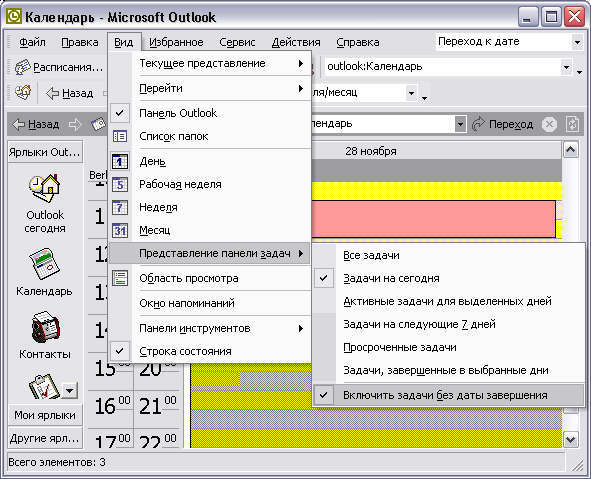 Календарь - Microsoft Outlook
Файл Правка Вид Избранное Сервис Действия Справка Переход к дате
Расписания... outlook:Календарь
Назад ля/месяц
Назад лендарь Переход
Текущее представление
Перейти
Панель Outlook
Список папок
День
Рабочая неделя
Неделя
Месяц
Представление панели задач
Область просмотра
Окно напоминаний
Панели инструментов
Строка состояния
Все задачи
Задачи на сегодня
Активные задачи для выделенных дней
Задачи на следующие 7 дней
Просроченные задачи
Задачи, завершенные в выбранные дни
Включить задачи без даты завершения
Ярлыки Out...
Outlook сегодня
Календарь
Контакты
Мои ярлыки
Другие ярл...
28 ноября
Berl
15 00 20 00
16 00 21 00
17 00 22 00
Всего элементов: 3